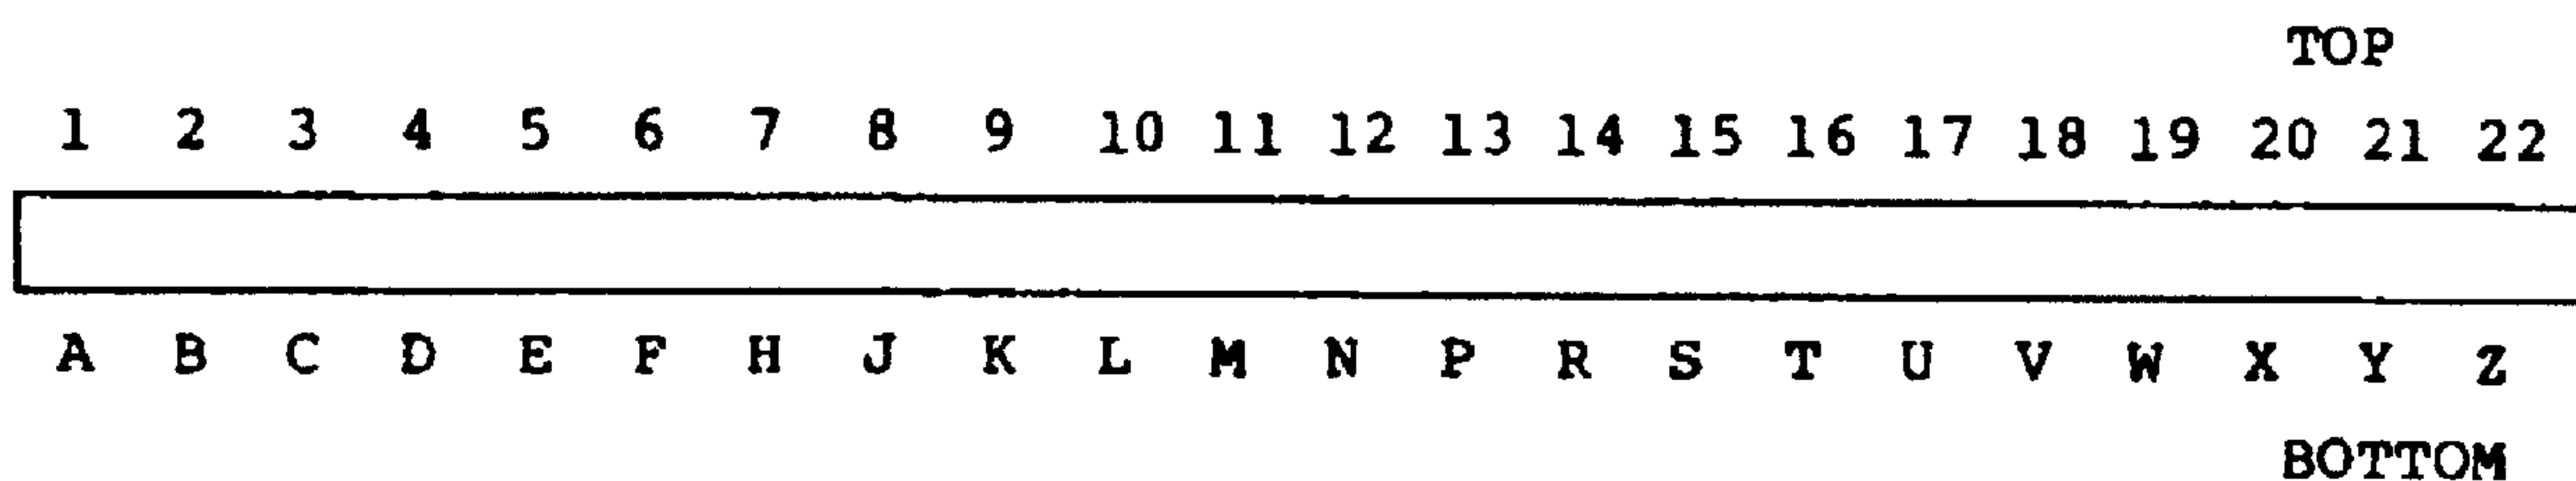 TOP
1 2 3 4 5 6 7 8 9 10 11 12 13 14 15 16 17 18 19 20 21 22
A B C D E F H J K L M N P R S T U V W X Y Z
BOTTOM